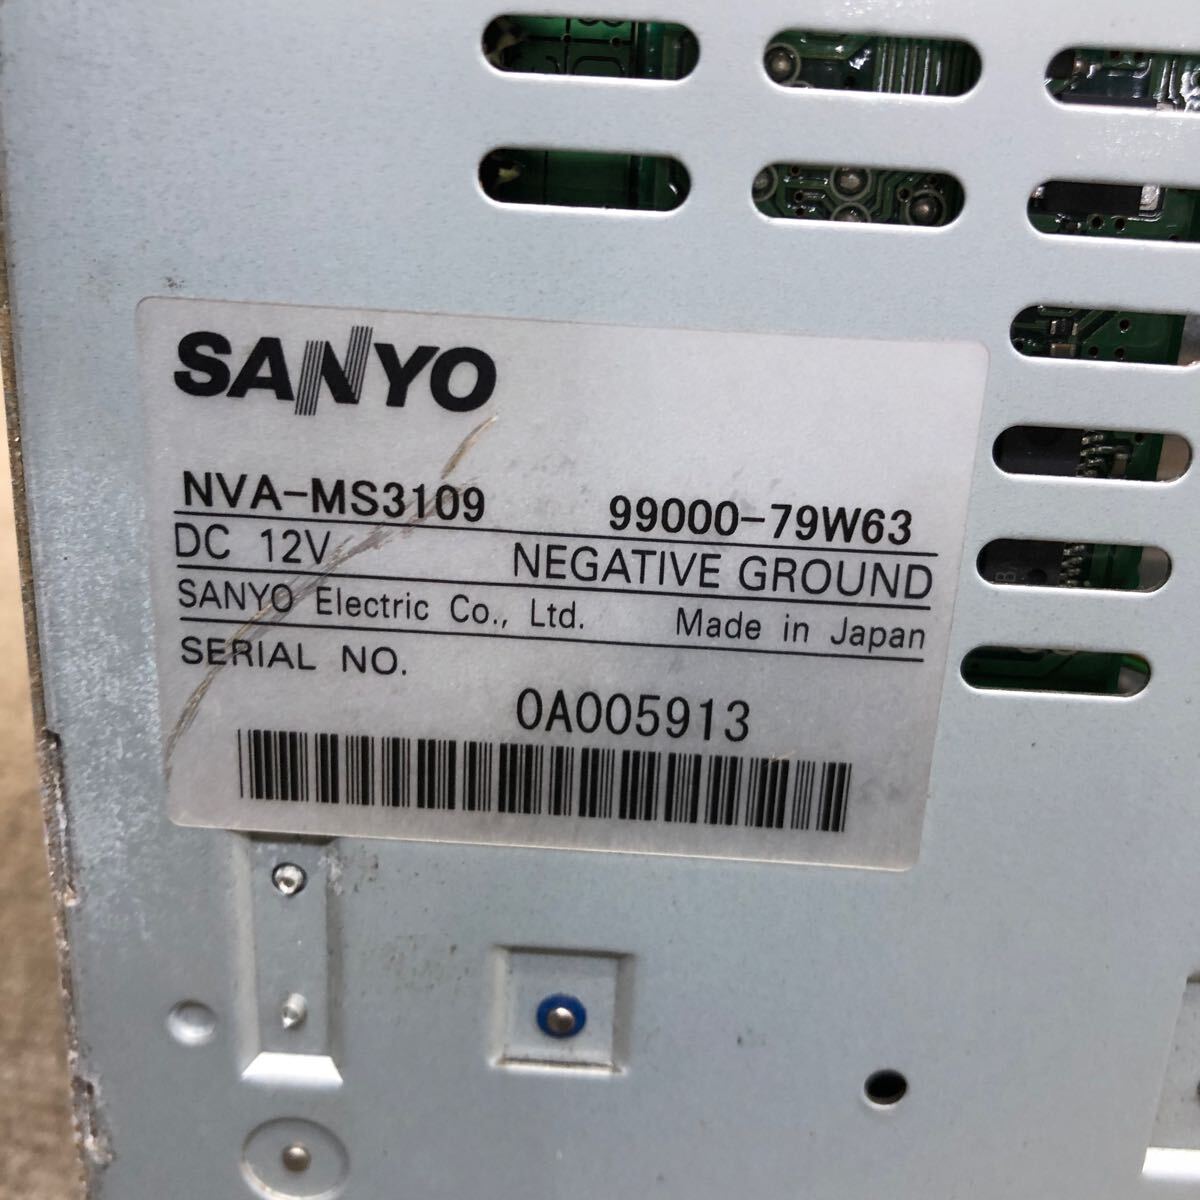 SANYO
NVA-MS3109 99000-79W63
DC 12V NEGATIVE GROUND
SANYO Electric Co., Ltd. Made in Japan
SERIAL NO.
0A005913